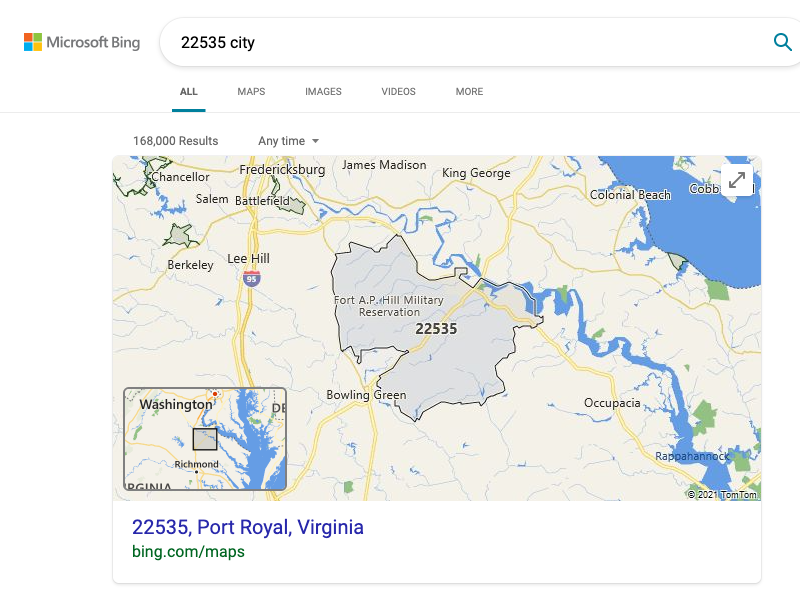 Microsoft Bing
22535 city
ALL MAPS IMAGES VIDEOS MORE
168,000 Results Any time
Chancellor
Fredericksburg
James Madison
King George
Salem
Battlefield
Colonial Beach
Cobb
Berkeley
Lee Hill
95
Fort A.P. Hill Military
Reservation
22535
Bowling Green
Occupacia
Rappahannock
Washington
DE
Richmond
RGINIA
© 2021 TomTom
22535, Port Royal, Virginia
bing.com/maps